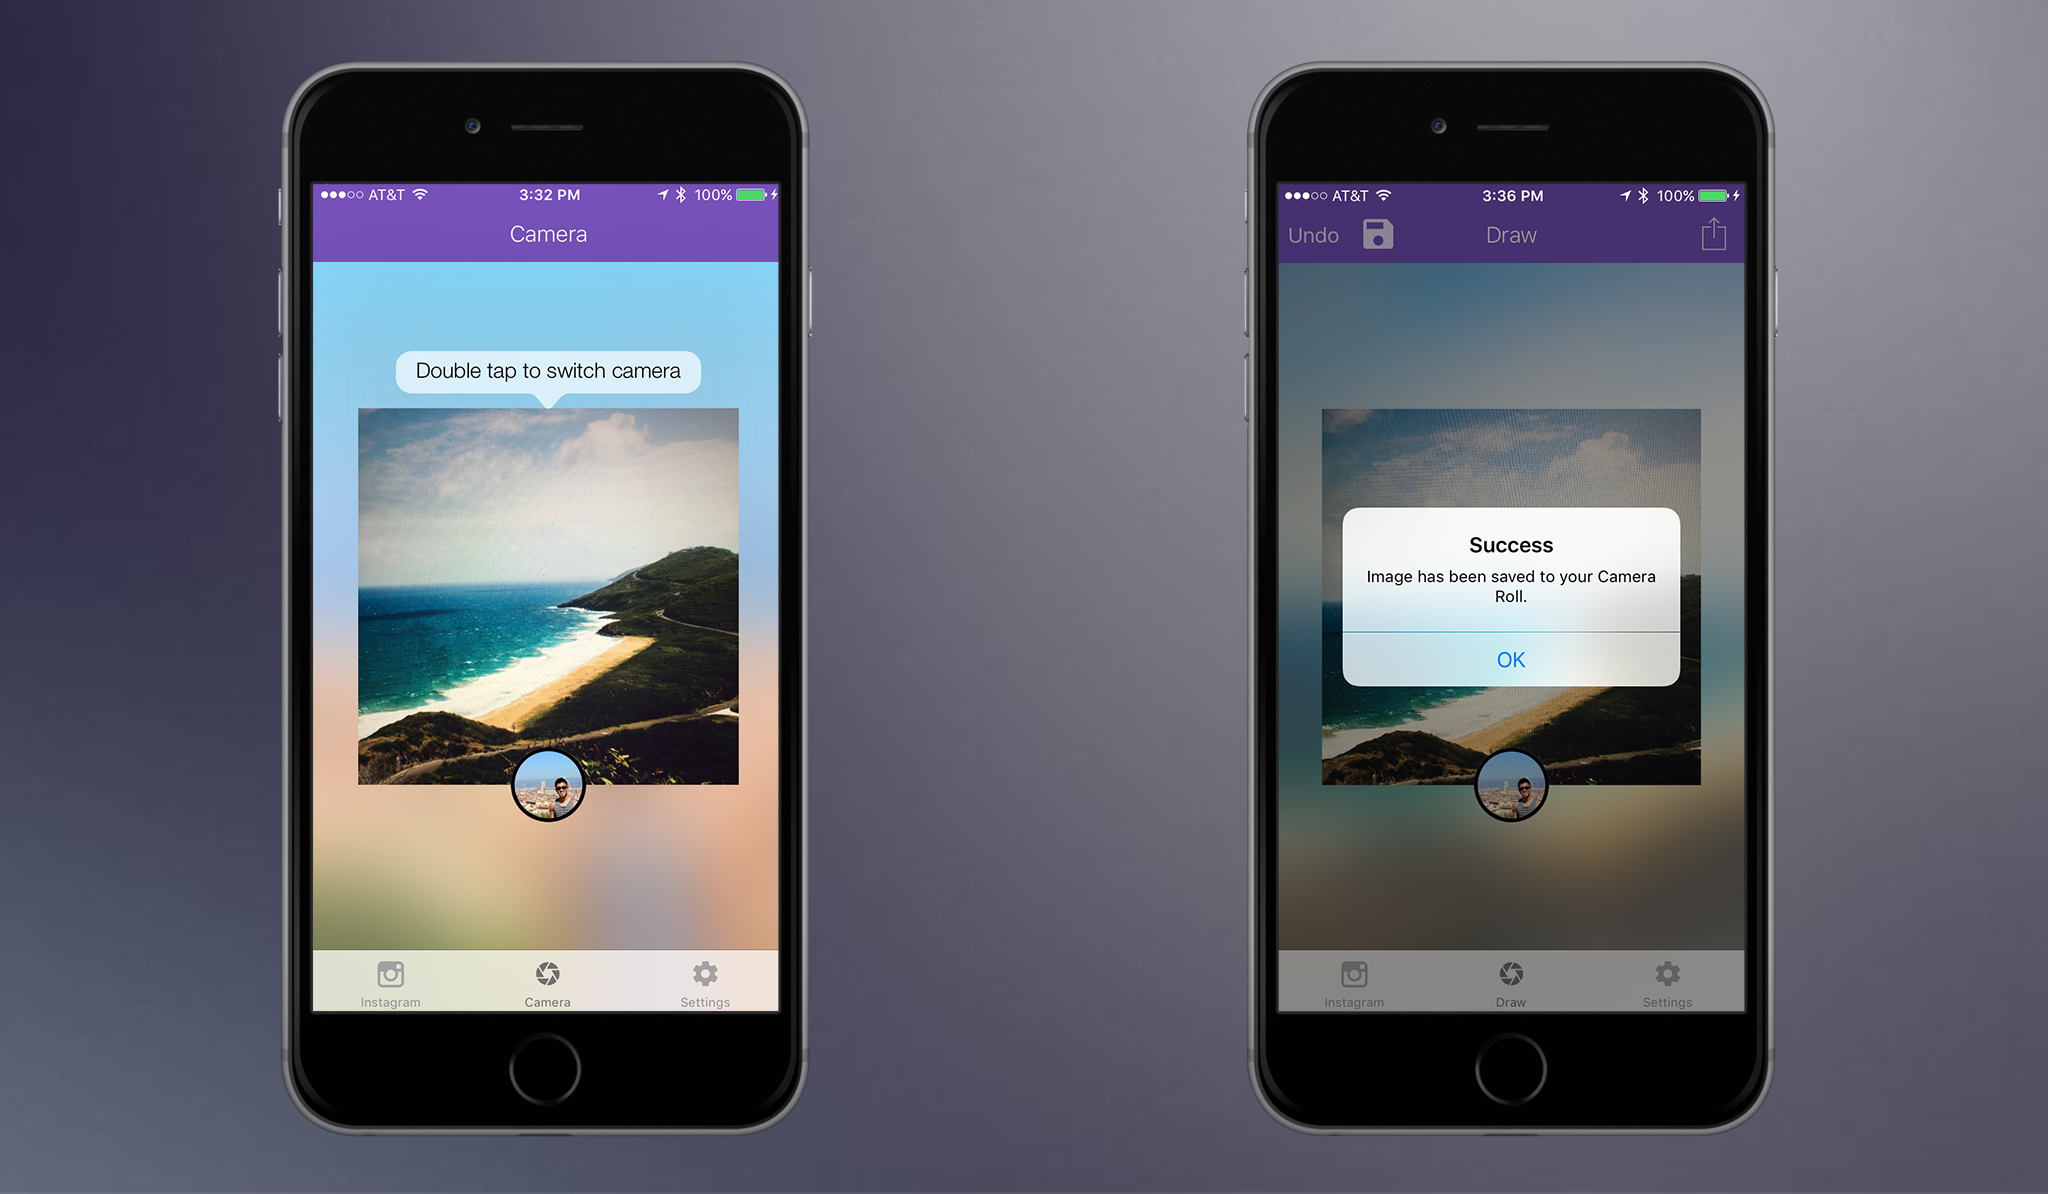 AT&T 3:32 PM 100%
Camera
Double tap to switch camera
Instagram Camera Settings
AT&T 3:36 PM 100%
Undo Draw
Success
Image has been saved to your Camera
Roll.
OK
Instagram Draw Settings